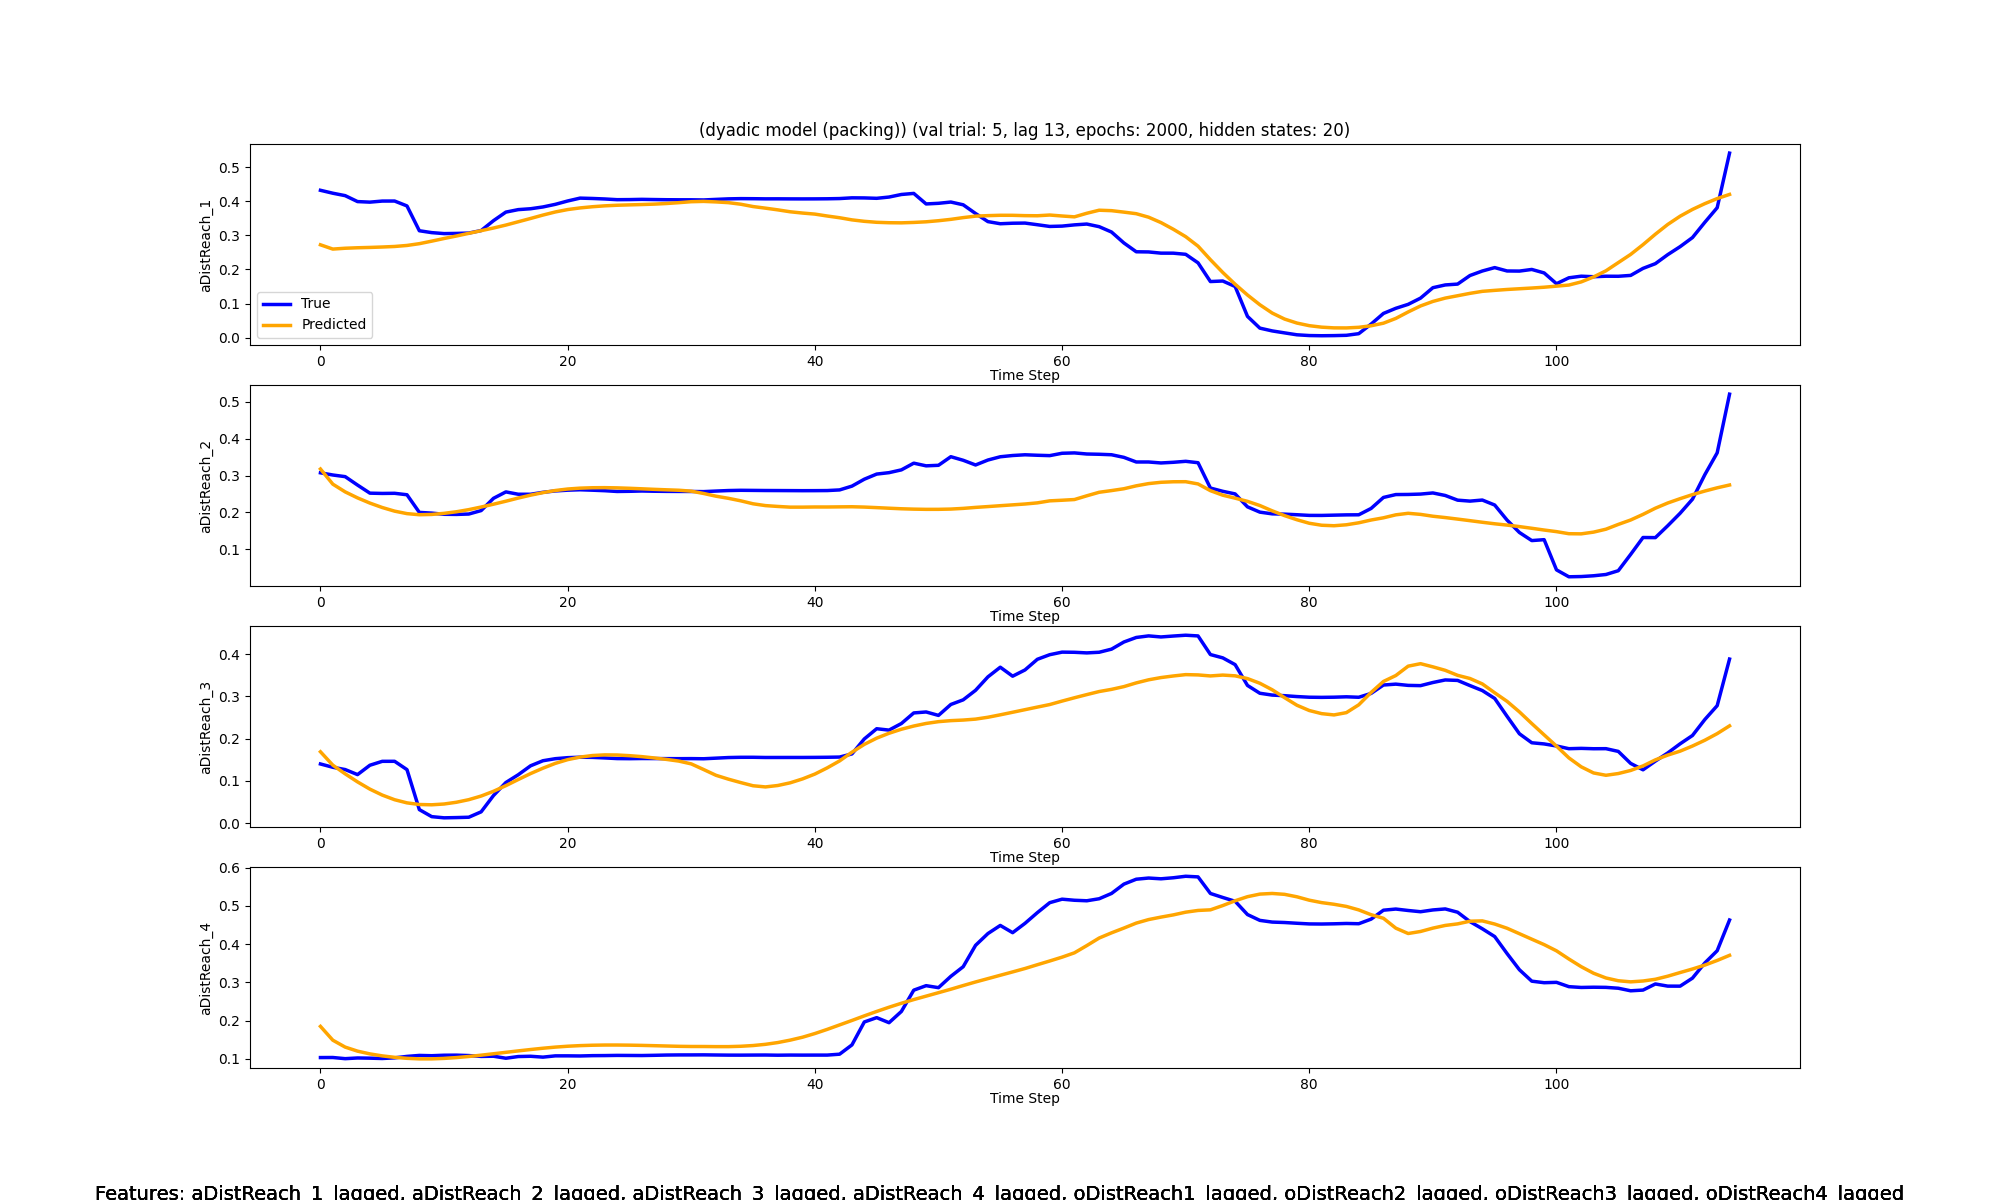 (dyadic model (packing)) (val trial: 5, lag 13, epochs: 2000, hidden states: 20)
aDistReach_1
0.5
0.4
0.3
0.2
0.1
0.0
True
Predicted
0 20 40 60 80 100
Time Step
aDistReach_2
0.5
0.4
0.3
0.2
0.1
0 20 40 60 80 100
Time Step
aDistReach_3
0.4
0.3
0.2
0.1
0.0
0 20 40 60 80 100
Time Step
aDistReach_4
0.6
0.5
0.4
0.3
0.2
0.1
0 20 40 60 80 100
Time Step
Features: aDistReach_1_lagged, aDistReach_2_lagged, aDistReach_3_lagged, aDistReach_4_lagged, oDistReach1_lagged, oDistReach2_lagged, oDistReach3_lagged, oDistReach4_lagged